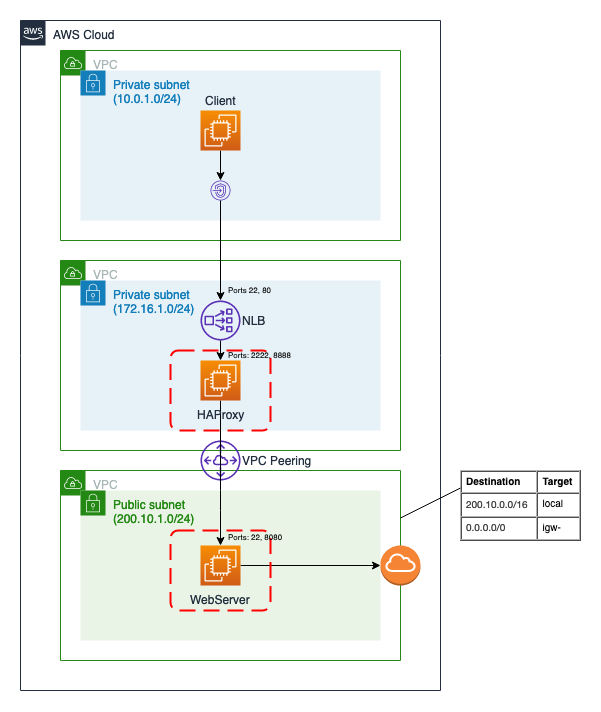 aws
AWS Cloud
VPC
Private subnet
(10.0.1.0/24)
Client
VPC
Private subnet
(172.16.1.0/24)
Ports 22, 80
NLB
Ports: 2222, 8888
HAProxy
VPC Peering
VPC
Public subnet
(200.10.1.0/24)
Ports: 22, 8080
WebServer
Destination Target
200.10.0.0/16 local
0.0.0.0/0 igw-